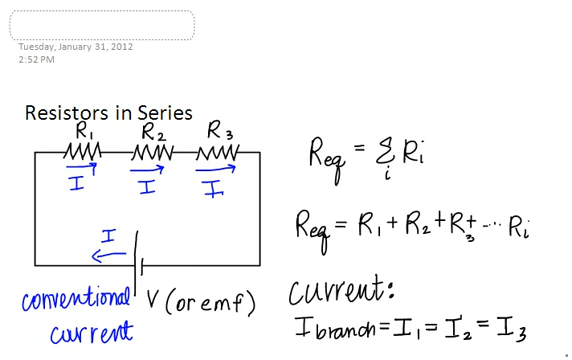 Tuesday, January 31, 2012
2:52 PM
Resistors in Series
R₁ R₂ R₃
I I I
I
conventional
current
V (or emf)
Req = Σᵢ Ri
Req = R₁ + R₂ + R₃ + ... Ri
current:
Ibranch = I₁ = I₂ = I₃